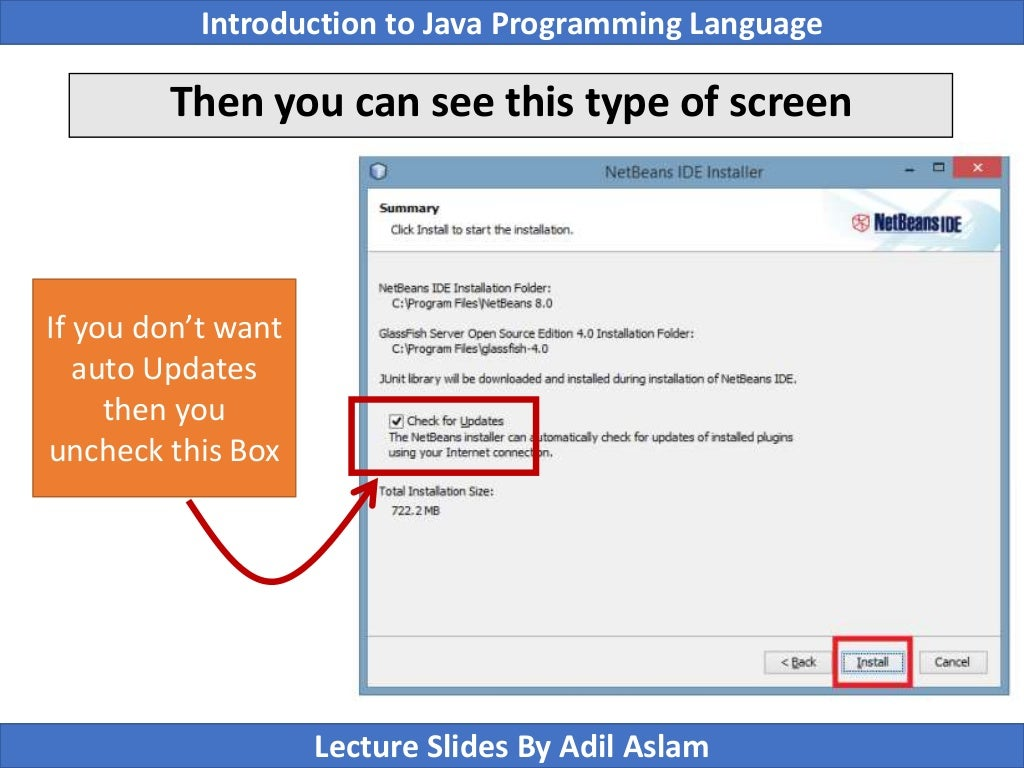 Introduction to Java Programming Language
Then you can see this type of screen
NetBeans IDE Installer
Summary
Click Install to start the installation.
NetBeans IDE
NetBeans IDE Installation Folder:
C:\Program Files\NetBeans 8.0
GlassFish Server Open Source Edition 4.0 Installation Folder:
C:\Program Files\glassfish-4.0
JUnit library will be downloaded and installed during installation of NetBeans IDE.
If you don’t want
auto Updates
then you
uncheck this Box
Check for Updates
The NetBeans installer can automatically check for updates of installed plugins
using your Internet connection.
Total Installation Size:
722.2 MB
< Back
Install
Cancel
Lecture Slides By Adil Aslam